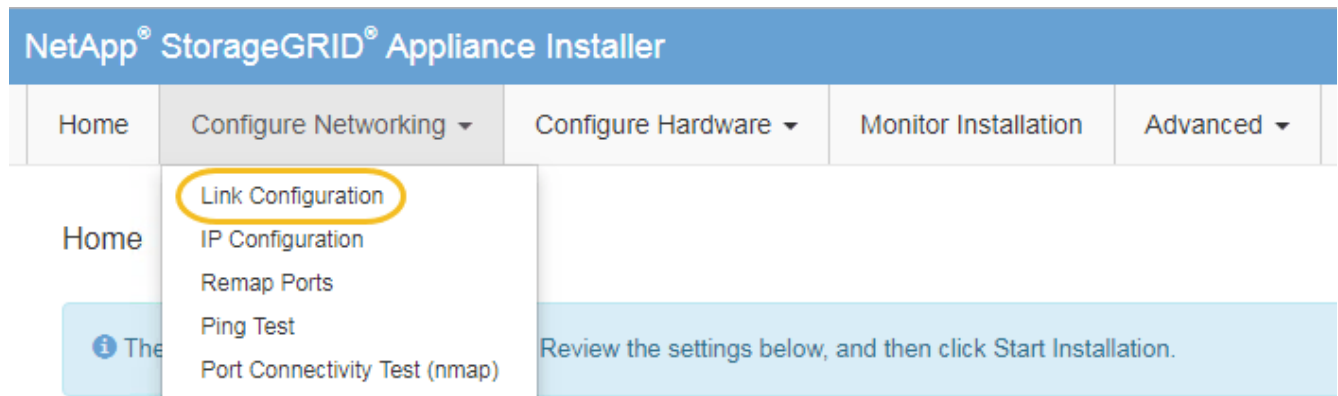 NetApp® StorageGRID® Appliance Installer
Home Configure Networking Configure Hardware Monitor Installation Advanced
Link Configuration
Home
IP Configuration
Remap Ports
Ping Test
The
Review the settings below, and then click Start Installation.
Port Connectivity Test (nmap)